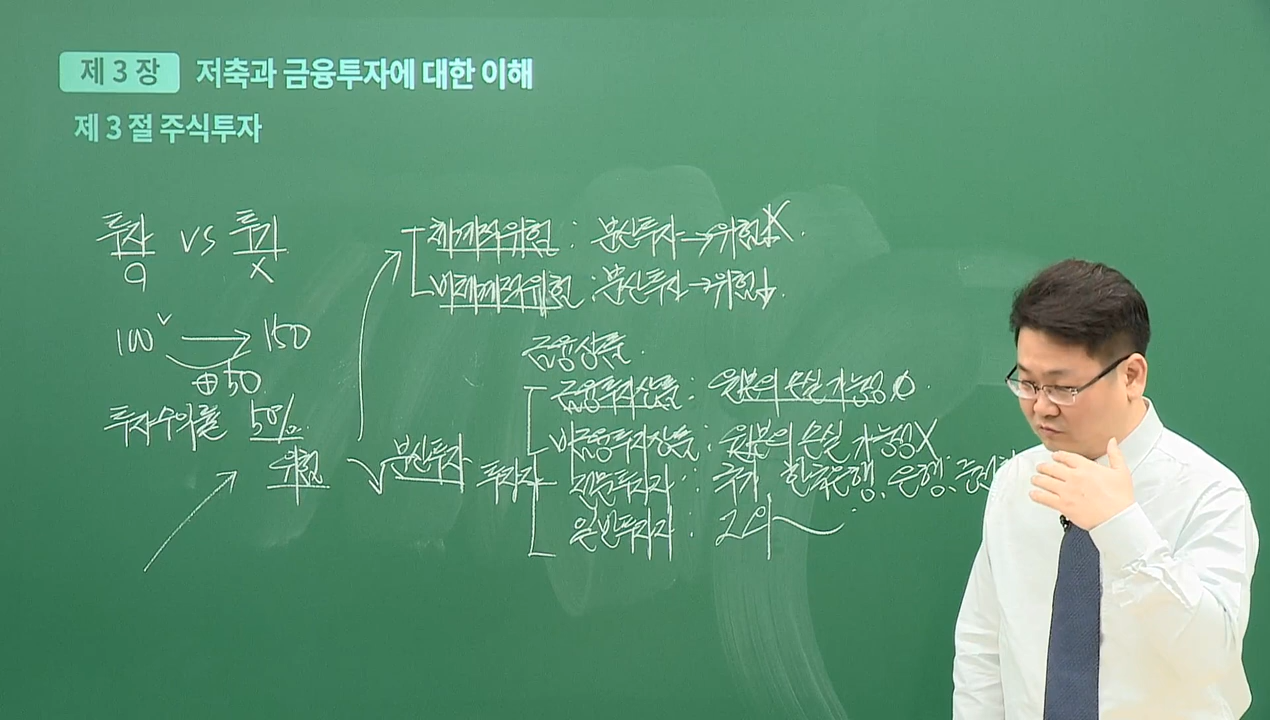 제 3 장 저축과 금융투자에 대한 이해
제 3 절 주식투자
투자 vs 투기
O X
100 → 150
⊕50
투자수익률 50%
위험 √분산투자
체계적위험 : 분산투자→위험↓X.
비체계적위험 : 분산투자→위험↓.
금융상품.
금융투자상품 : 원본의 손실 가능성 O.
비금융투자상품 : 원본의 손실 가능성X
투자자
전문투자자 : 국가, 한국은행, 은행,
일반투자자 : 그외~.